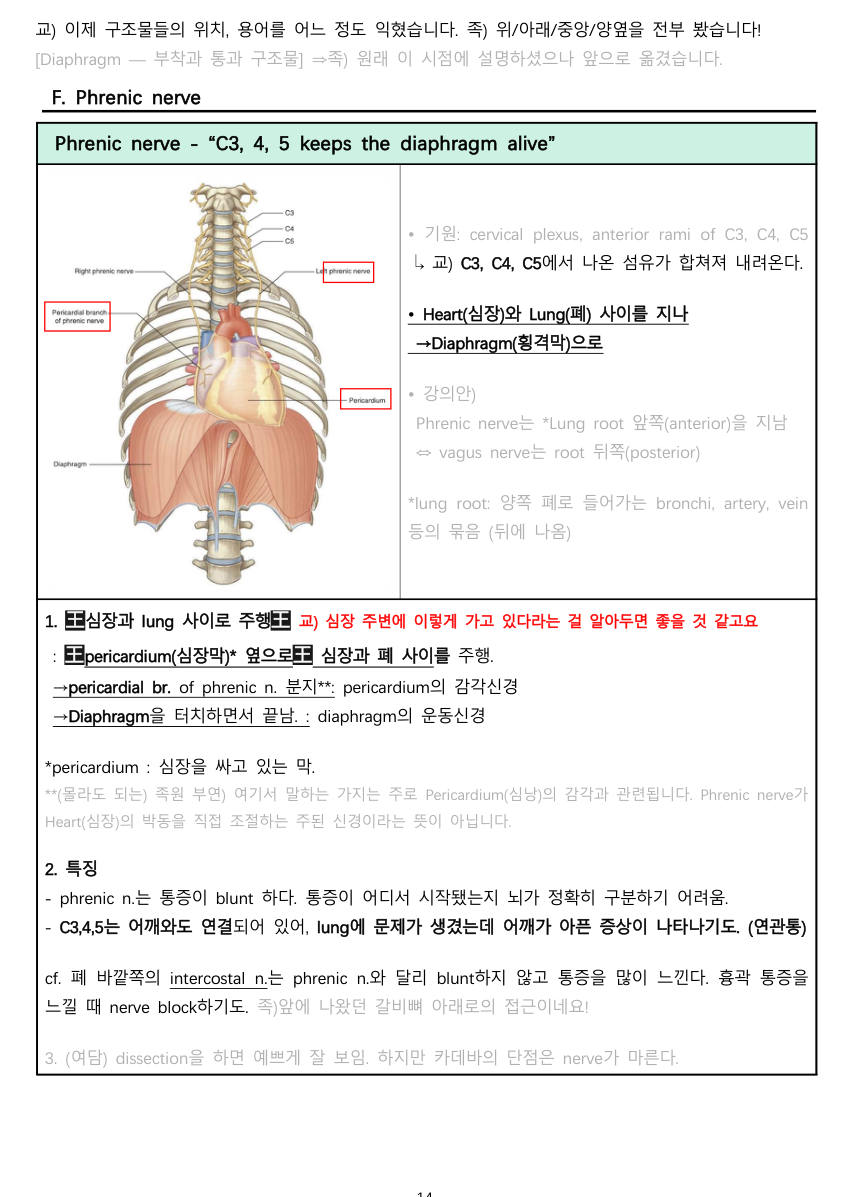 교) 이제 구조물들의 위치, 용어를 어느 정도 익혔습니다. 족) 위/아래/중앙/양옆을 전부 봤습니다!
[Diaphragm — 부착과 통과 구조물] ⇒족) 원래 이 시점에 설명하셨으나 앞으로 옮겼습니다.
F. Phrenic nerve
Phrenic nerve - “C3, 4, 5 keeps the diaphragm alive”
C3
C4
C5
Right phrenic nerve
Left phrenic nerve
Pericardial branch
of phrenic nerve
Pericardium
Diaphragm
• 기원: cervical plexus, anterior rami of C3, C4, C5
↳ 교) C3, C4, C5에서 나온 섬유가 합쳐져 내려온다.
• Heart(심장)와 Lung(폐) 사이를 지나
→Diaphragm(횡격막)으로
• 강의안)
Phrenic nerve는 *Lung root 앞쪽(anterior)을 지남
⇔ vagus nerve는 root 뒤쪽(posterior)
*lung root: 양쪽 폐로 들어가는 bronchi, artery, vein
등의 묶음 (뒤에 나옴)
1. 王심장과 lung 사이로 주행王 교) 심장 주변에 이렇게 가고 있다라는 걸 알아두면 좋을 것 같고요
: 王pericardium(심장막)* 옆으로王 심장과 폐 사이를 주행.
→pericardial br. of phrenic n. 분지**: pericardium의 감각신경
→Diaphragm을 터치하면서 끝남. : diaphragm의 운동신경
*pericardium : 심장을 싸고 있는 막.
**(몰라도 되는) 족원 부연) 여기서 말하는 가지는 주로 Pericardium(심낭)의 감각과 관련됩니다. Phrenic nerve가
Heart(심장)의 박동을 직접 조절하는 주된 신경이라는 뜻이 아닙니다.
2. 특징
- phrenic n.는 통증이 blunt 하다. 통증이 어디서 시작됐는지 뇌가 정확히 구분하기 어려움.
- C3,4,5는 어깨와도 연결되어 있어, lung에 문제가 생겼는데 어깨가 아픈 증상이 나타나기도. (연관통)
cf. 폐 바깥쪽의 intercostal n.는 phrenic n.와 달리 blunt하지 않고 통증을 많이 느낀다. 흉곽 통증을
느낄 때 nerve block하기도. 족)앞에 나왔던 갈비뼈 아래로의 접근이네요!
3. (여담) dissection을 하면 예쁘게 잘 보임. 하지만 카데바의 단점은 nerve가 마른다.
14